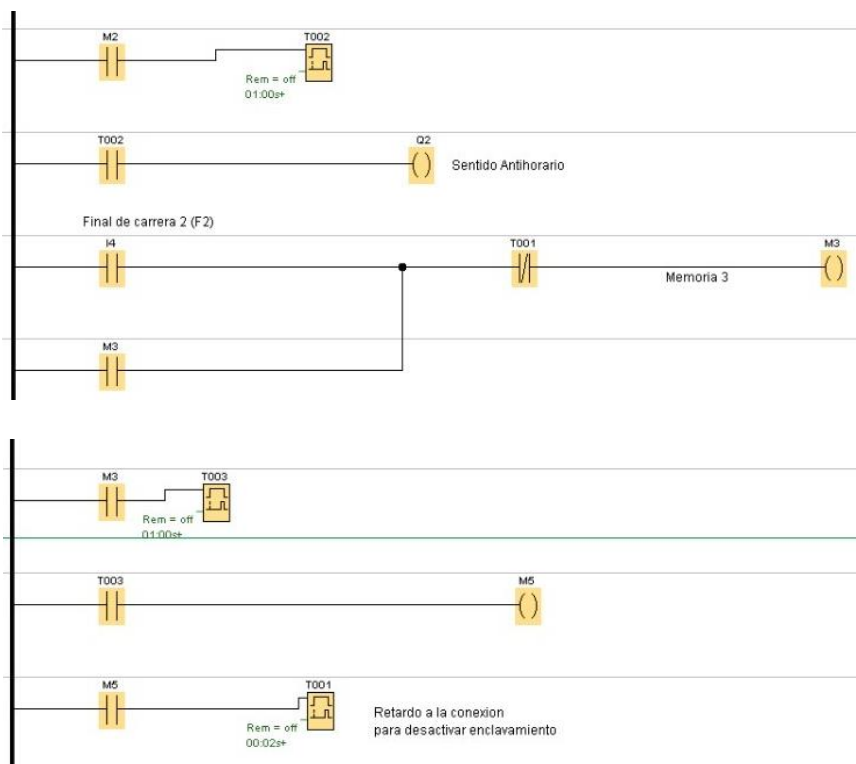 M2 T002
Rem = off
01:00s+
T002 Q2
Sentido Antihorario
Final de carrera 2 (F2)
I4 T001 M3
Memoria 3
M3
M3 T003
Rem = off
01:00s+
T003 M5
M5 T001
Rem = off
00:02s+
Retardo a la conexion
para desactivar enclavamiento